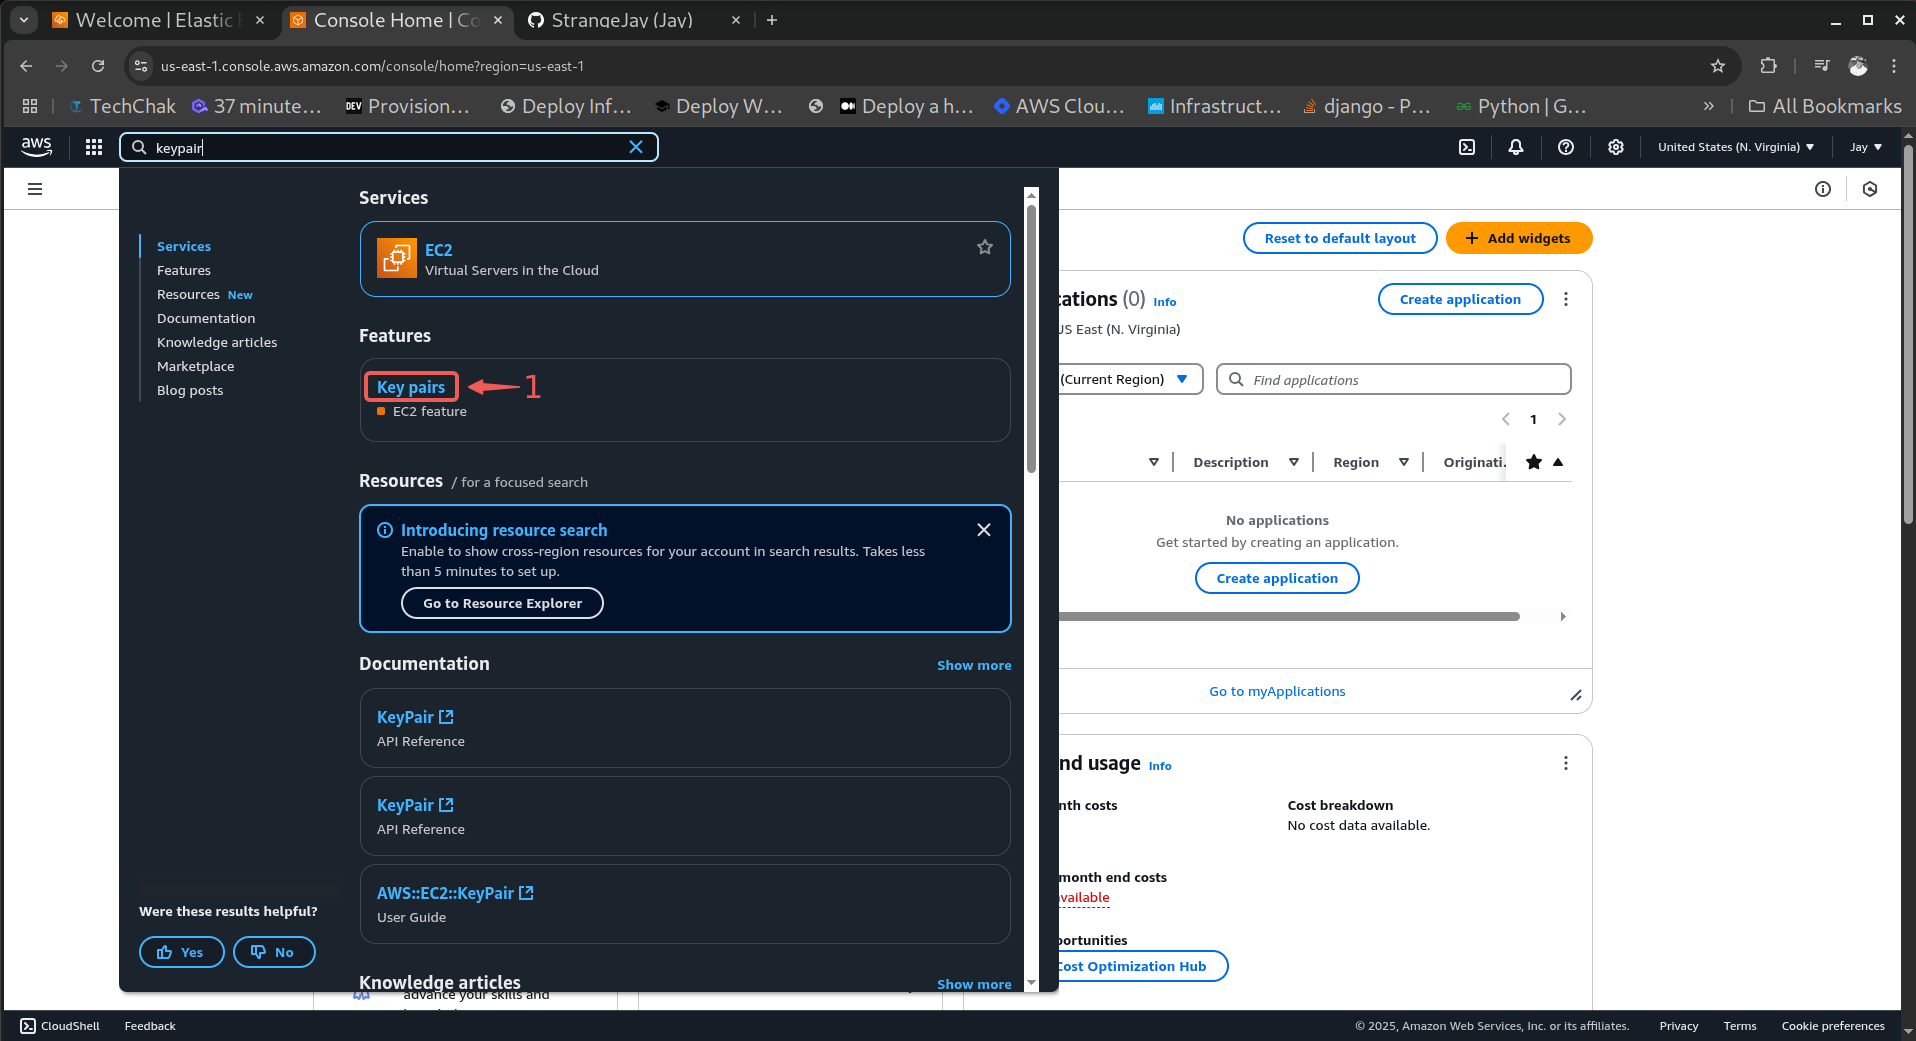 Welcome | Elastic
Console Home | Co
StrangeJay (Jay)
us-east-1.console.aws.amazon.com/console/home?region=us-east-1
TechChak
37 minute...
DEV Provision...
Deploy Inf...
Deploy W...
Deploy a h...
AWS Clou...
Infrastruct...
django - P...
Python | G...
» All Bookmarks
aws
keypair
United States (N. Virginia)
Jay
Services
Features
Resources New
Documentation
Knowledge articles
Marketplace
Blog posts
Were these results helpful?
Yes
No
Services
EC2
Virtual Servers in the Cloud
Features
Key pairs 1
EC2 feature
Resources / for a focused search
Introducing resource search
Enable to show cross-region resources for your account in search results. Takes less
than 5 minutes to set up.
Go to Resource Explorer
Documentation Show more
KeyPair
API Reference
KeyPair
API Reference
AWS::EC2::KeyPair
User Guide
Knowledge articles Show more
advance your skills and
Reset to default layout
+ Add widgets
cations (0) Info
Create application
US East (N. Virginia)
(Current Region)
Find applications
1
Description
Region
Originati.
No applications
Get started by creating an application.
Create application
Go to myApplications
nd usage Info
nth costs
Cost breakdown
No cost data available.
month end costs
available
portunities
Cost Optimization Hub
CloudShell
Feedback
© 2025, Amazon Web Services, Inc. or its affiliates.
Privacy
Terms
Cookie preferences